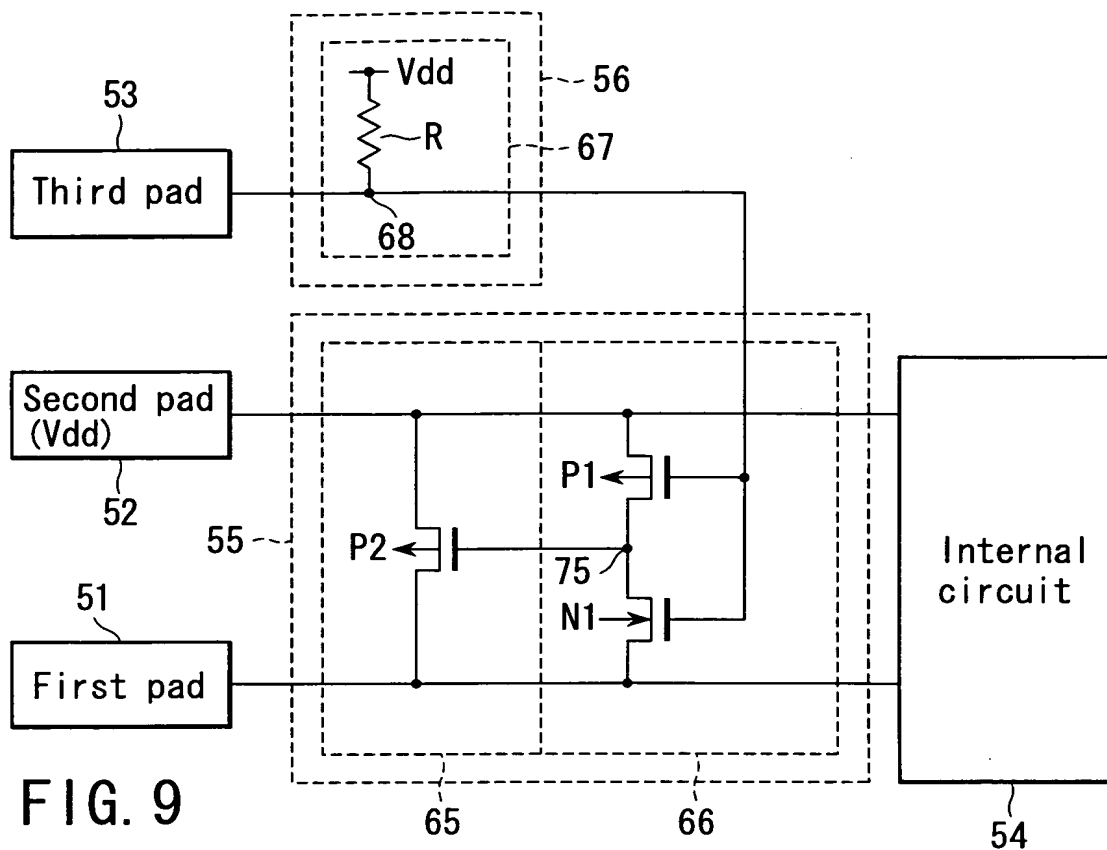 Vdd
56
53
R
67
Third pad
68
Second pad
(Vdd)
P1
52
55
P2
75
Internal
circuit
51
N1
First pad
FIG. 9
65
66
54